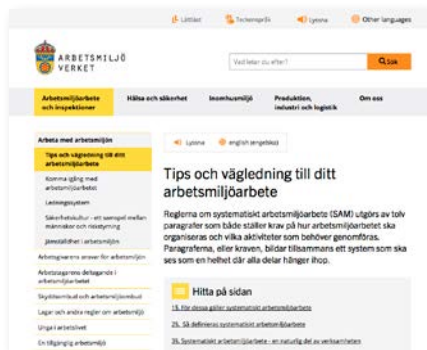 Lättläst
Teckenspråk
Lyssna
Other languages
ARBETSMILJÖ
VERKET
Vad letar du efter?
Sök
Arbetsmiljöarbete
och inspektioner
Hälsa och säkerhet
Inomhusmiljö
Produktion,
industri och logistik
Om oss
Arbeta med arbetsmiljön
Tips och vägledning till ditt
arbetsmiljöarbete
Komma igång med
arbetsmiljöarbetet
Ledningssystem
Säkerhetskultur - ett samspel mellan
människor och riskstyrning
Jämställdhet i arbetsmiljön
Arbetsgivarens ansvar för arbetsmiljön
Arbetstagarens deltagande i
arbetsmiljöarbetet
Skyddsombud och arbetsmiljöombud
Lagar och andra regler om arbetsmiljö
Unga i arbetslivet
En tillgänglig arbetsmiljö
Lyssna
english (engelska)
Tips och vägledning till ditt
arbetsmiljöarbete
Reglerna om systematiskt arbetsmiljöarbete (SAM) utgörs av tolv
paragrafer som både ställer krav på hur arbetsmiljöarbetet ska
organiseras och vilka aktiviteter som behöver genomföras.
Paragraferna, eller kraven, bildar tillsammans ett system som ska
ses som en helhet där alla delar hänger ihop.
Hitta på sidan
1§. För dessa gäller systematiskt arbetsmiljöarbete
2§. Så definieras systematiskt arbetsmiljöarbete
3§. Systematiskt arbetsmiljöarbete - en naturlig del av verksamheten